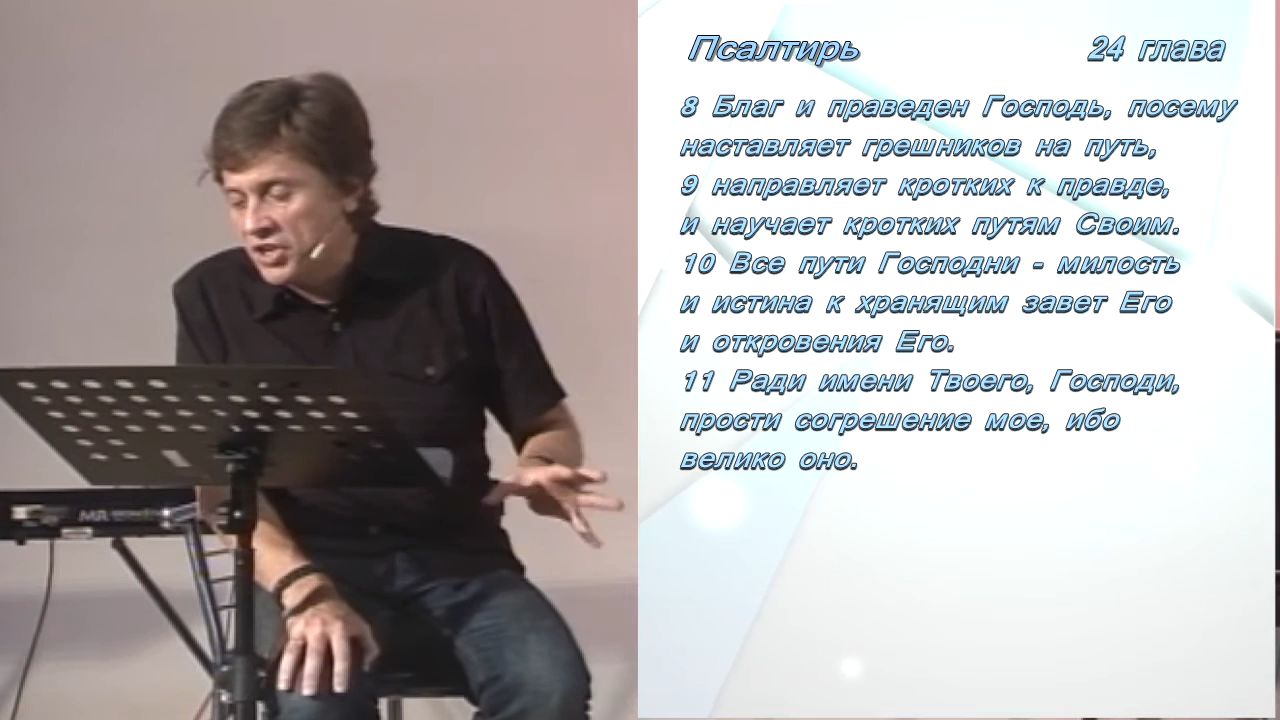 Псалтирь 24 глава
8 Благ и праведен Господь, посему
наставляет грешников на путь,
9 направляет кротких к правде,
и научает кротких путям Своим.
10 Все пути Господни - милость
и истина к хранящим завет Его
и откровения Его.
11 Ради имени Твоего, Господи,
прости согрешение мое, ибо
велико оно.